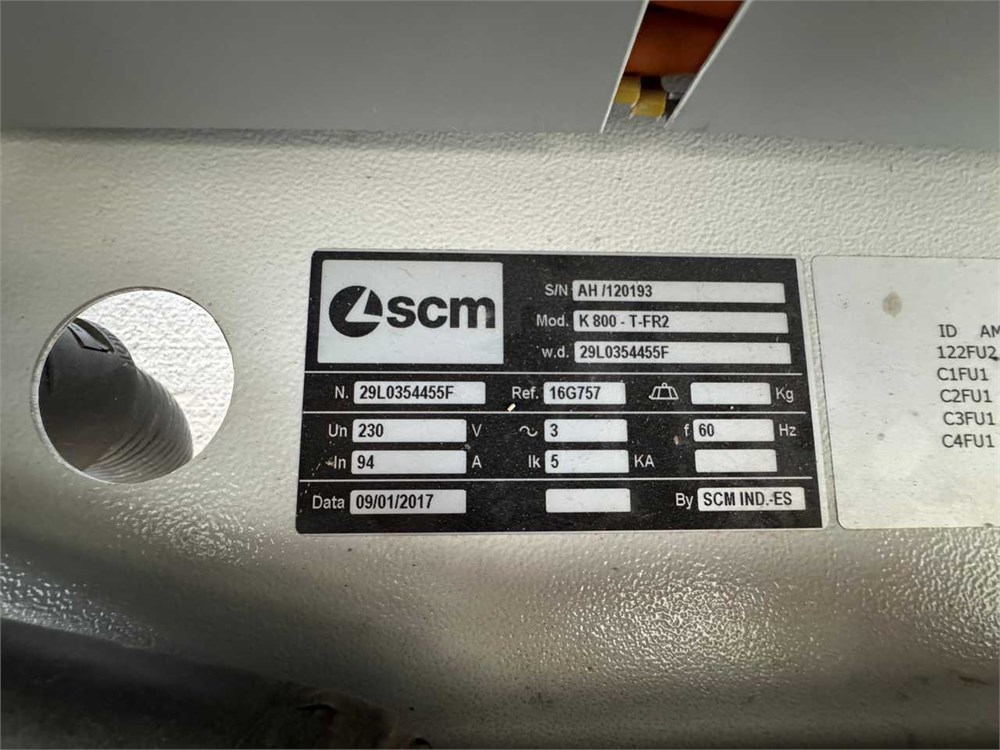 scm
S/N AH /120193
Mod. K 800 - T-FR2
w.d. 29L0354455F
N. 29L0354455F Ref. 16G757 Kg
Un 230 V ~ 3 f 60 Hz
In 94 A Ik 5 KA
Data 09/01/2017 By SCM IND.-ES
ID AM
122FU2
C1FU1
C2FU1
C3FU1
C4FU1